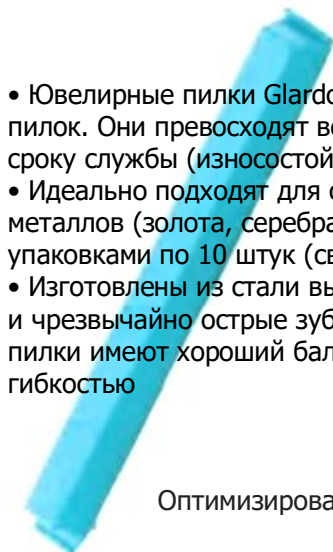 • Ювелирные пилки Glardo
пилок. Они превосходят в
сроку службы (износостой
• Идеально подходят для
металлов (золота, серебра
упаковками по 10 штук (св
• Изготовлены из стали вы
и чрезвычайно острые зуб
пилки имеют хороший бал
гибкостью
Оптимизирова